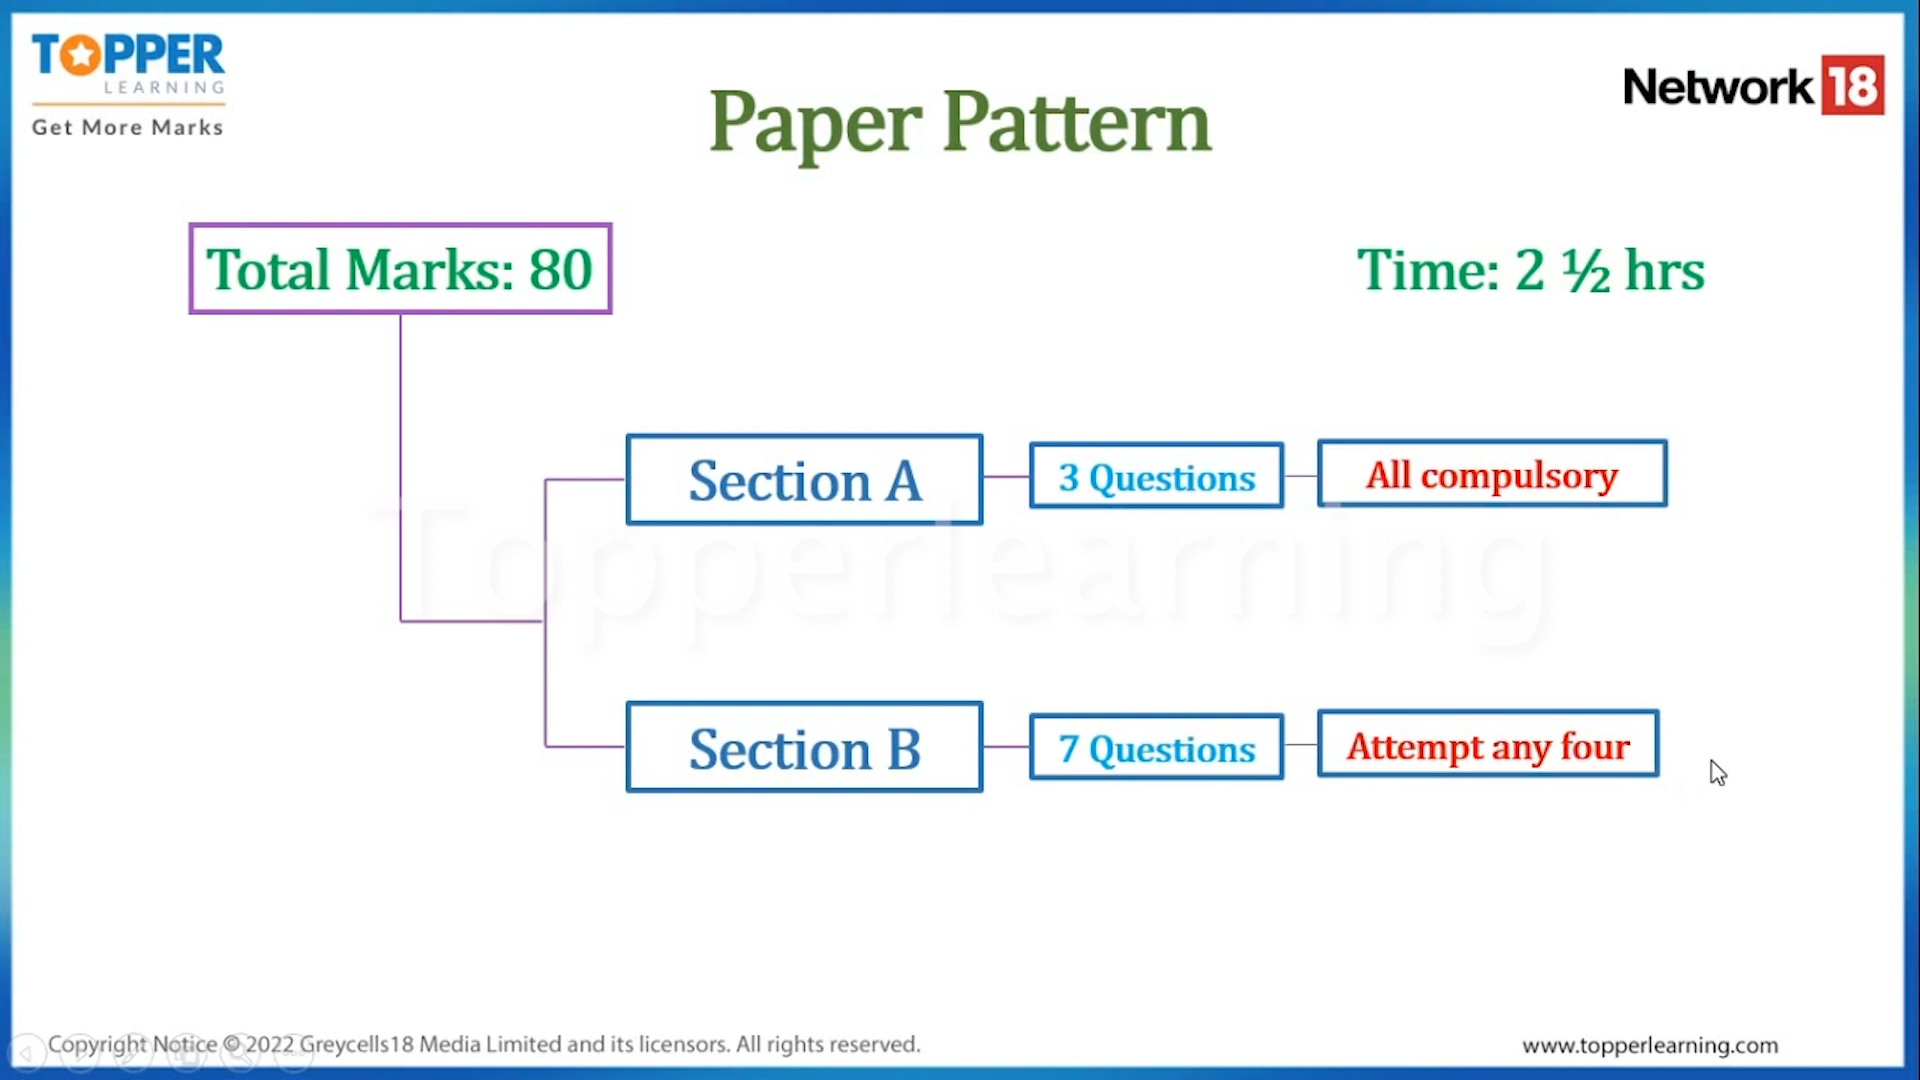 TOPPER
LEARNING
Get More Marks
Network 18
Paper Pattern
Total Marks: 80
Time: 2 ½ hrs
Section A
3 Questions
All compulsory
Topperlearning
Section B
7 Questions
Attempt any four
Copyright Notice © 2022 Greycells18 Media Limited and its licensors. All rights reserved.
www.topperlearning.com